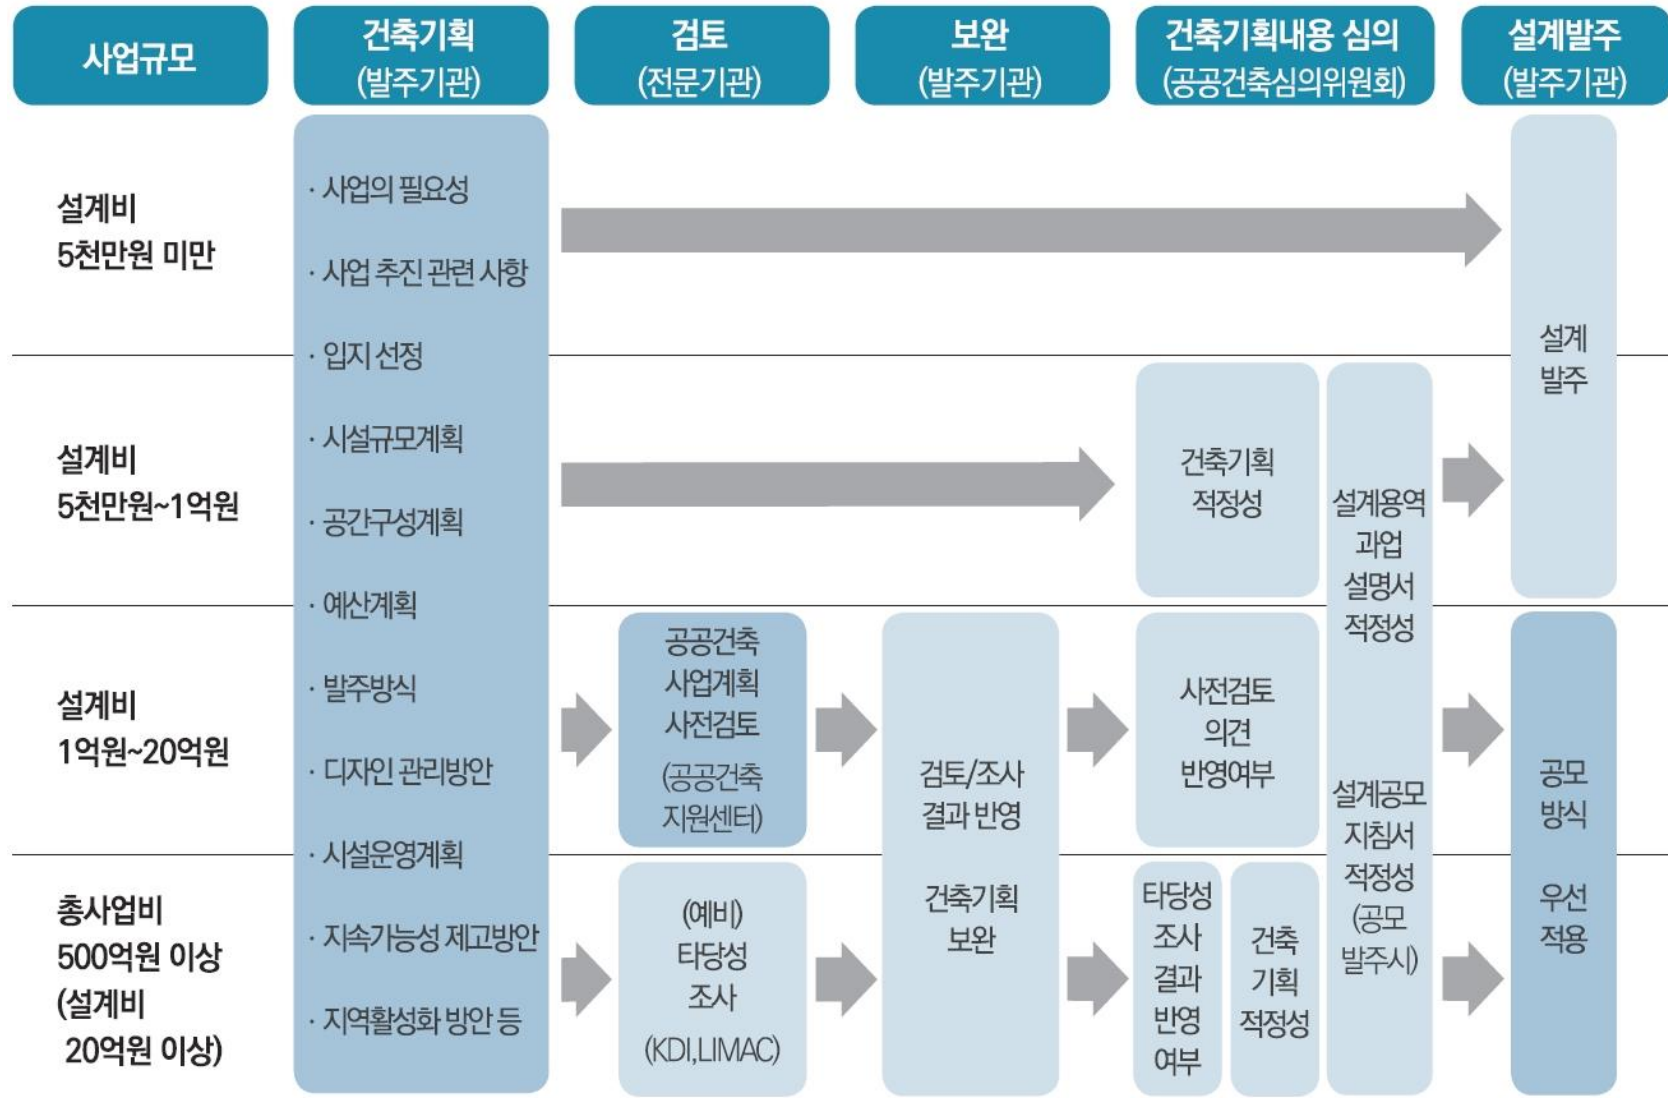 사업규모
건축기획
(발주기관)
검토
(전문기관)
보완
(발주기관)
건축기획내용 심의
(공공건축심의위원회)
설계발주
(발주기관)
설계비
5천만원 미만
설계비
5천만원~1억원
설계비
1억원~20억원
총사업비
500억원 이상
(설계비
20억원 이상)
· 사업의 필요성
· 사업 추진 관련 사항
· 입지 선정
· 시설규모계획
· 공간구성계획
· 예산계획
· 발주방식
· 디자인 관리방안
· 시설운영계획
· 지속가능성 제고방안
· 지역활성화 방안 등
공공건축
사업계획
사전검토
(공공건축
지원센터)
(예비)
타당성
조사
(KDI,LIMAC)
검토/조사
결과 반영
건축기획
보완
건축기획
적정성
사전검토
의견
반영여부
타당성
조사
결과
반영
여부
건축
기획
적정성
설계용역
과업
설명서
적정성
설계공모
지침서
적정성
(공모
발주시)
설계
발주
공모
방식
우선
적용